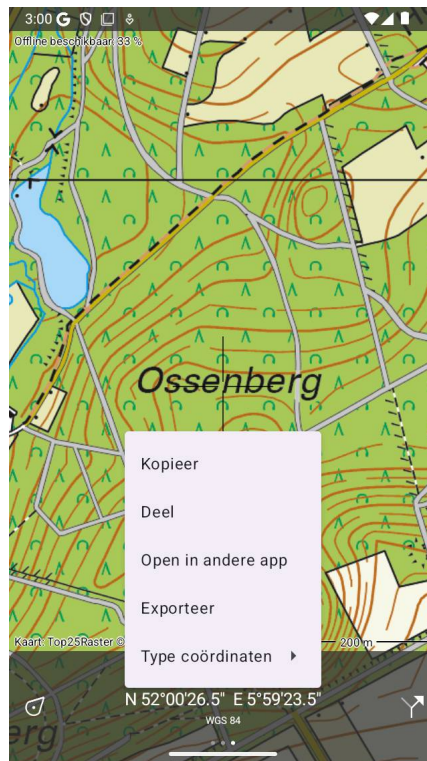 3:00
Offline beschikbaar: 33 %
Ossenberg
Kopieer
Deel
Open in andere app
Exporteer
Kaart: Top25Raster ©
200 m
Type coördinaten
N 52°00'26.5" E 5°59'23.5"
WGS 84
erg